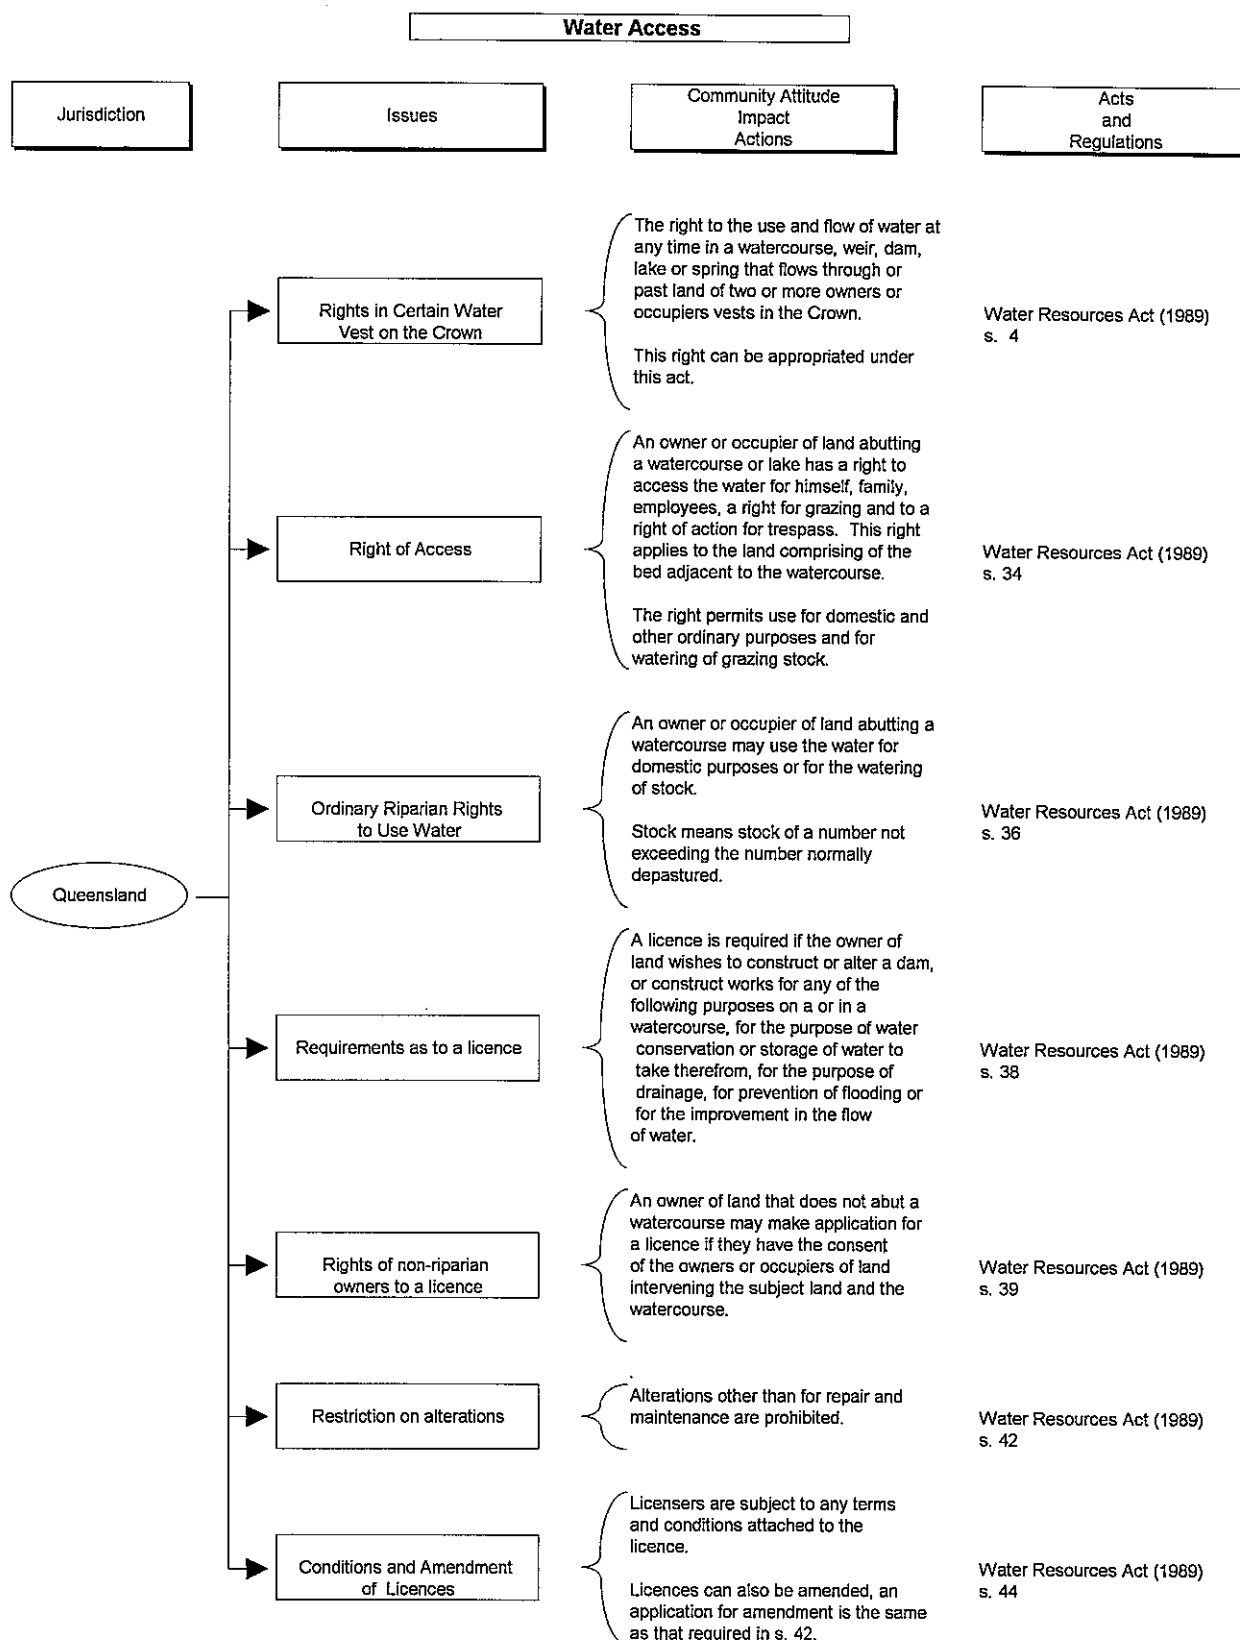 Water Access
Jurisdiction
Issues
Community Attitude
Impact
Actions
Acts
and
Regulations
Queensland
Rights in Certain Water
Vest on the Crown
The right to the use and flow of water at
any time in a watercourse, weir, dam,
lake or spring that flows through or
past land of two or more owners or
occupiers vests in the Crown.
This right can be appropriated under
this act.
Water Resources Act (1989)
s. 4
Right of Access
An owner or occupier of land abutting
a watercourse or lake has a right to
access the water for himself, family,
employees, a right for grazing and to a
right of action for trespass. This right
applies to the land comprising of the
bed adjacent to the watercourse.
The right permits use for domestic and
other ordinary purposes and for
watering of grazing stock.
Water Resources Act (1989)
s. 34
Ordinary Riparian Rights
to Use Water
An owner or occupier of land abutting a
watercourse may use the water for
domestic purposes or for the watering
of stock.
Stock means stock of a number not
exceeding the number normally
depastured.
Water Resources Act (1989)
s. 36
Requirements as to a licence
A licence is required if the owner of
land wishes to construct or alter a dam,
or construct works for any of the
following purposes on a or in a
watercourse, for the purpose of water
conservation or storage of water to
take therefrom, for the purpose of
drainage, for prevention of flooding or
for the improvement in the flow
of water.
Water Resources Act (1989)
s. 38
Rights of non-riparian
owners to a licence
An owner of land that does not abut a
watercourse may make application for
a licence if they have the consent
of the owners or occupiers of land
intervening the subject land and the
watercourse.
Water Resources Act (1989)
s. 39
Restriction on alterations
Alterations other than for repair and
maintenance are prohibited.
Water Resources Act (1989)
s. 42
Conditions and Amendment
of Licences
Licensers are subject to any terms
and conditions attached to the
licence.
Licences can also be amended, an
application for amendment is the same
as that required in s. 42.
Water Resources Act (1989)
s. 44